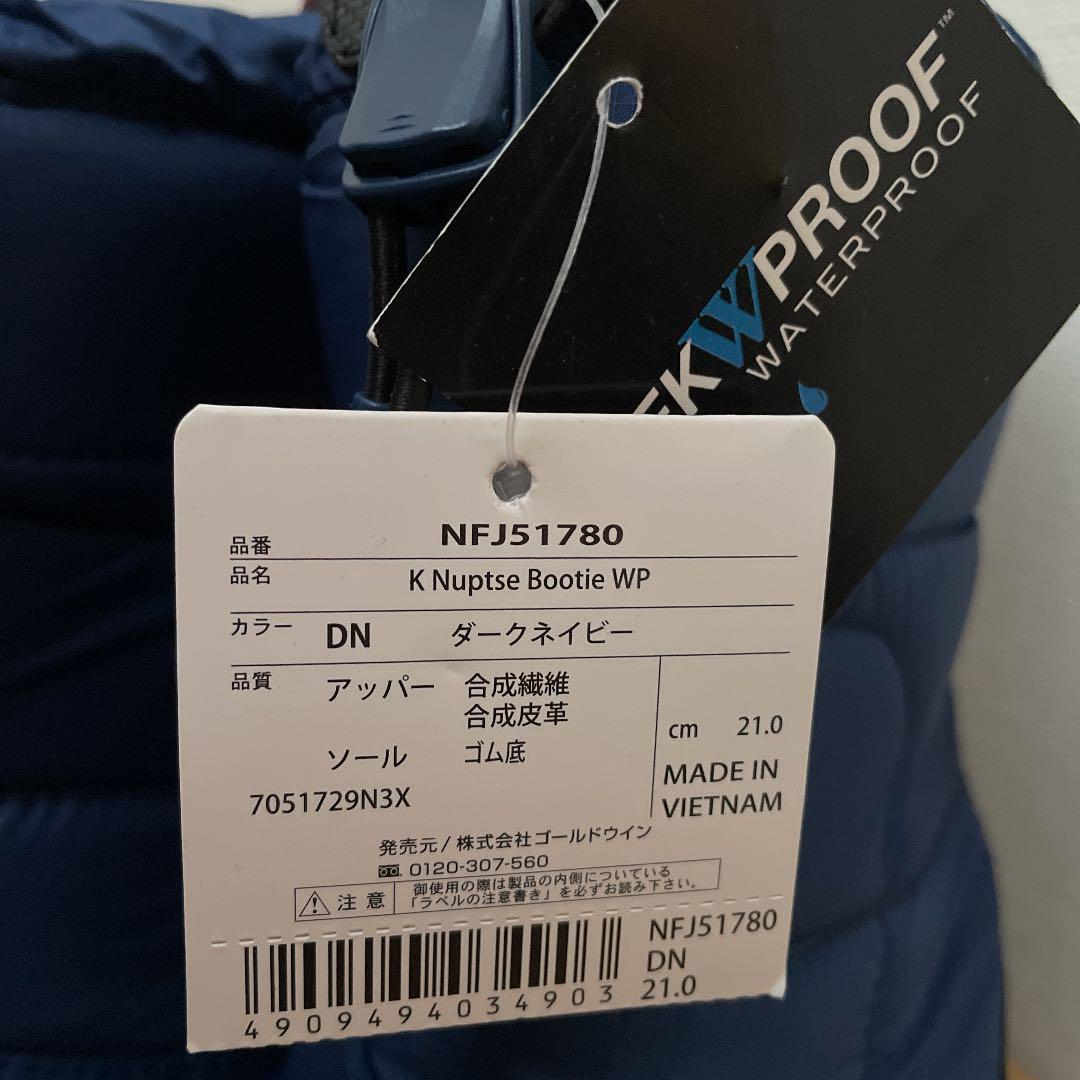 EKWPROOF™
WATERPROOF
品番 NFJ51780
品名 K Nuptse Bootie WP
カラー DN ダークネイビー
品質 アッパー 合成繊維
合成皮革
ソール ゴム底
cm 21.0
MADE IN
VIETNAM
7051729N3X
発売元/株式会社ゴールドウイン
0120-307-560
注意 御使用の際は製品の内側についている
「ラベルの注意書き」を必ずお読み下さい。
NFJ51780
DN
21.0
4909494034903